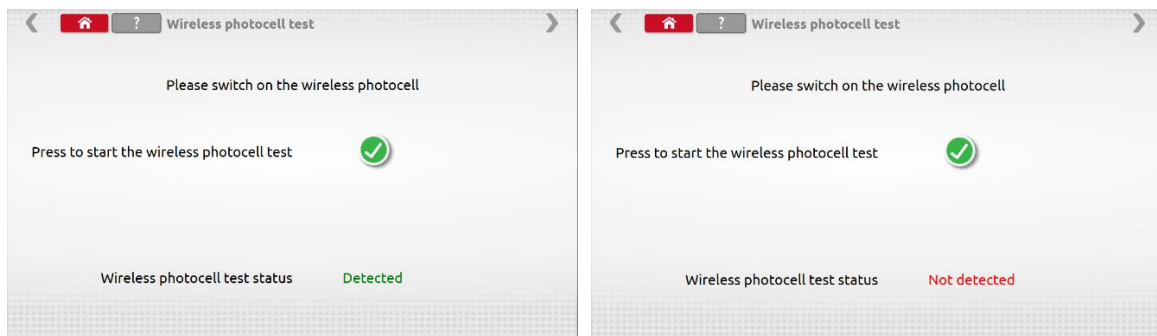 ? Wireless photocell test
Please switch on the wireless photocell
Press to start the wireless photocell test
Wireless photocell test status Detected
? Wireless photocell test
Please switch on the wireless photocell
Press to start the wireless photocell test
Wireless photocell test status Not detected